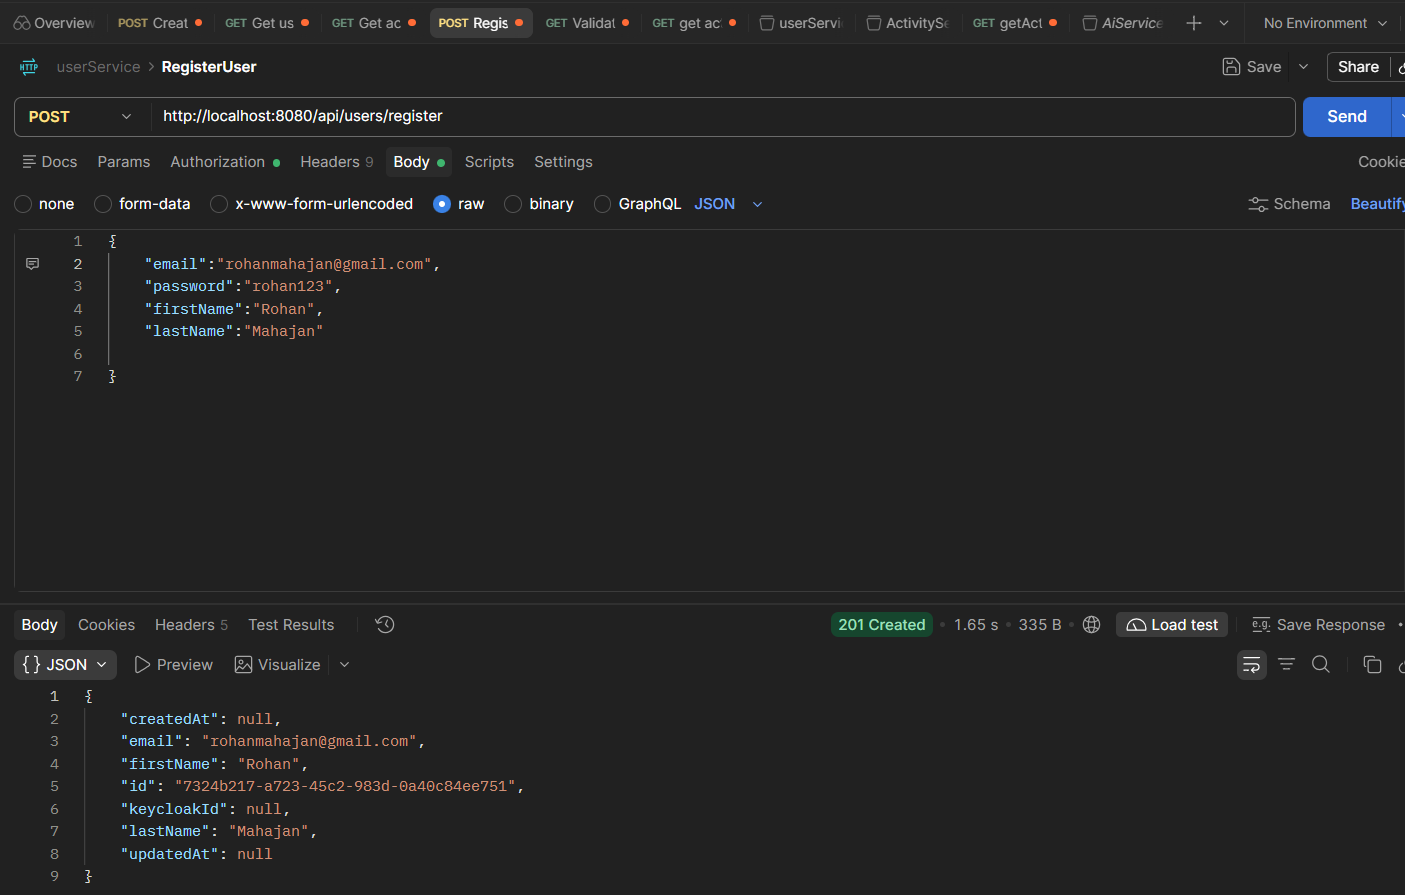 Overview POST Creat GET Get us GET Get ac POST Regis GET Validat GET get ac userServi ActivitySe GET getAct AiService No Environment
HTTP userService > RegisterUser Save Share
POST http://localhost:8080/api/users/register Send
Docs Params Authorization Headers 9 Body Scripts Settings Cookie
none form-data x-www-form-urlencoded raw binary GraphQL JSON Schema Beautify
1 {
2 "email":"rohanmahajan@gmail.com",
3 "password":"rohan123",
4 "firstName":"Rohan",
5 "lastName":"Mahajan"
6
7 }
Body Cookies Headers 5 Test Results 201 Created • 1.65 s • 335 B • Load test e.g. Save Response
{} JSON Preview Visualize
1 {
2 "createdAt": null,
3 "email": "rohanmahajan@gmail.com",
4 "firstName": "Rohan",
5 "id": "7324b217-a723-45c2-983d-0a40c84ee751",
6 "keycloakId": null,
7 "lastName": "Mahajan",
8 "updatedAt": null
9 }